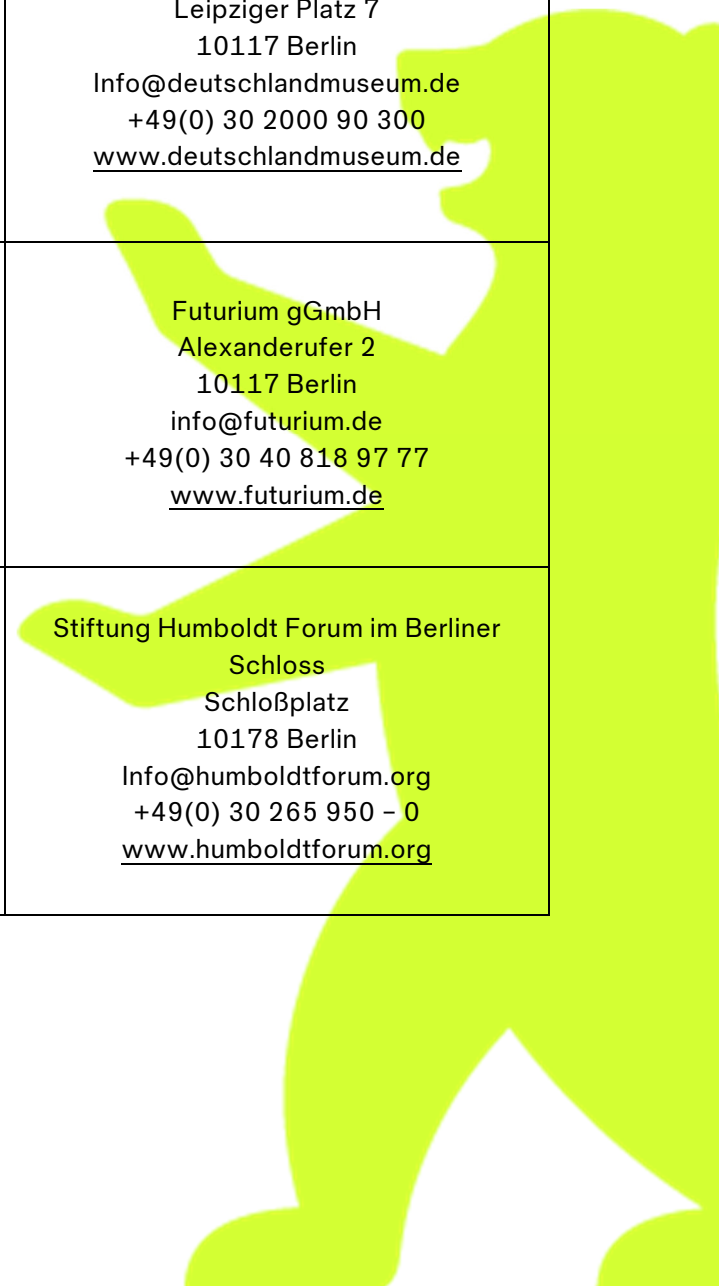 Leipziger Platz 7
10117 Berlin
Info@deutschlandmuseum.de
+49(0) 30 2000 90 300
www.deutschlandmuseum.de
Futurium gGmbH
Alexanderufer 2
10117 Berlin
info@futurium.de
+49(0) 30 40 818 97 77
www.futurium.de
Stiftung Humboldt Forum im Berliner
Schloss
Schloßplatz
10178 Berlin
Info@humboldtforum.org
+49(0) 30 265 950 – 0
www.humboldtforum.org